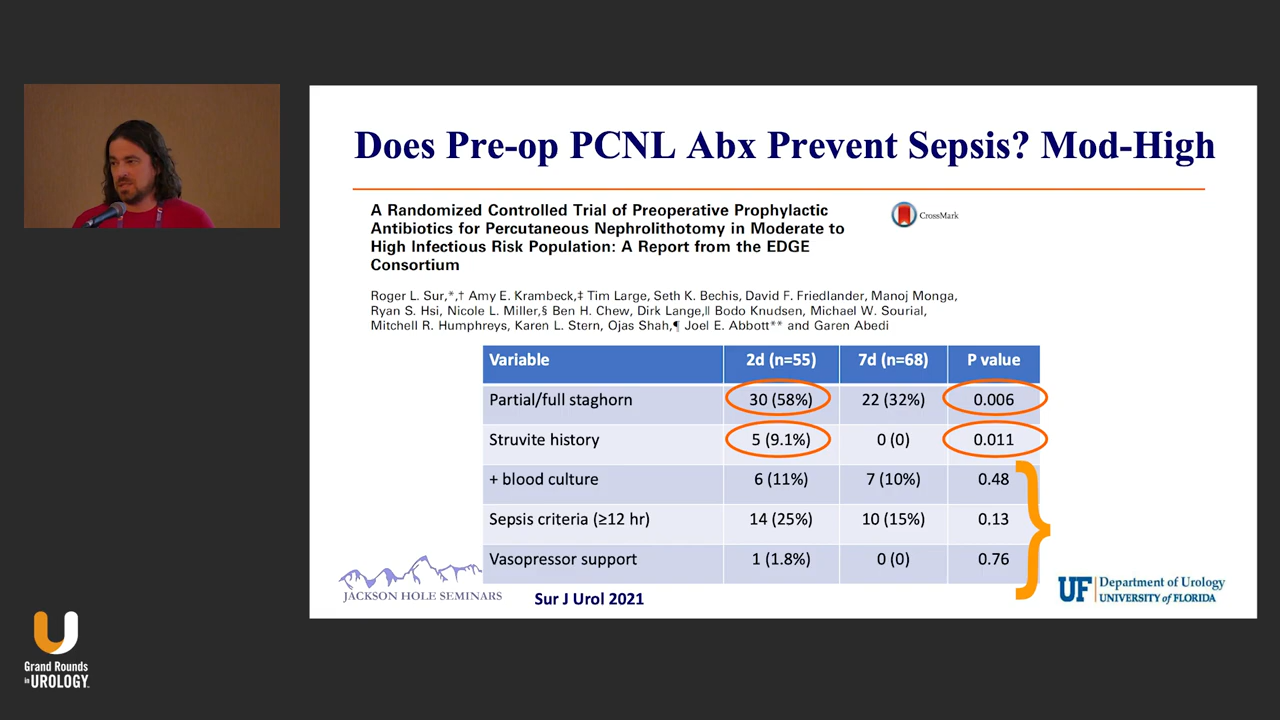 Does Pre-op PCNL Abx Prevent Sepsis? Mod-High
A Randomized Controlled Trial of Preoperative Prophylactic
Antibiotics for Percutaneous Nephrolithotomy in Moderate to
High Infectious Risk Population: A Report from the EDGE
Consortium
CrossMark
Roger L. Sur,*,† Amy E. Krambeck,‡ Tim Large, Seth K. Bechis, David F. Friedlander, Manoj Monga,
Ryan S. Hsi, Nicole L. Miller,§ Ben H. Chew, Dirk Lange,|| Bodo Knudsen, Michael W. Sourial,
Mitchell R. Humphreys, Karen L. Stern, Ojas Shah,¶ Joel E. Abbott** and Garen Abedi
Variable 2d (n=55) 7d (n=68) P value
Partial/full staghorn 30 (58%) 22 (32%) 0.006
Struvite history 5 (9.1%) 0 (0) 0.011
+ blood culture 6 (11%) 7 (10%) 0.48
Sepsis criteria (≥12 hr) 14 (25%) 10 (15%) 0.13
Vasopressor support 1 (1.8%) 0 (0) 0.76
JACKSON HOLE SEMINARS
Sur J Urol 2021
UF Department of Urology
UNIVERSITY of FLORIDA
Grand Rounds
in UROLOGY